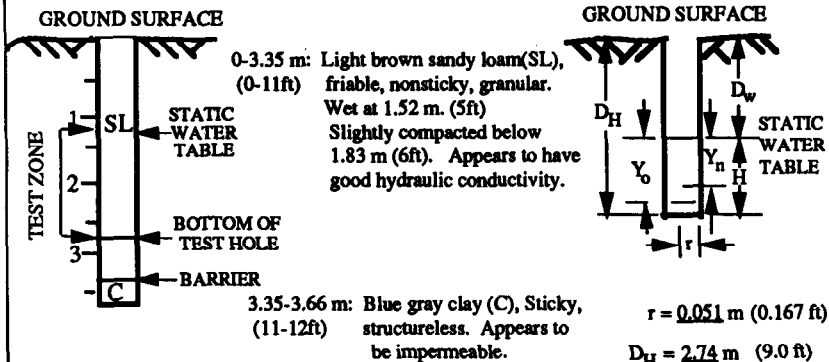 GROUND SURFACE
TEST ZONE
1
SL
2
3
C
STATIC
WATER
TABLE
BOTTOM OF
TEST HOLE
BARRIER
0-3.35 m: Light brown sandy loam(SL),
(0-11ft) friable, nonsticky, granular.
Wet at 1.52 m. (5ft)
Slightly compacted below
1.83 m (6ft). Appears to have
good hydraulic conductivity.
3.35-3.66 m: Blue gray clay (C), Sticky,
(11-12ft) structureless. Appears to
be impermeable.
GROUND SURFACE
D_H
D_w
Y_o
Y_n
H
STATIC
WATER
TABLE
r
r = 0.051 m (0.167 ft)
D_H = 2.74 m (9.0 ft)